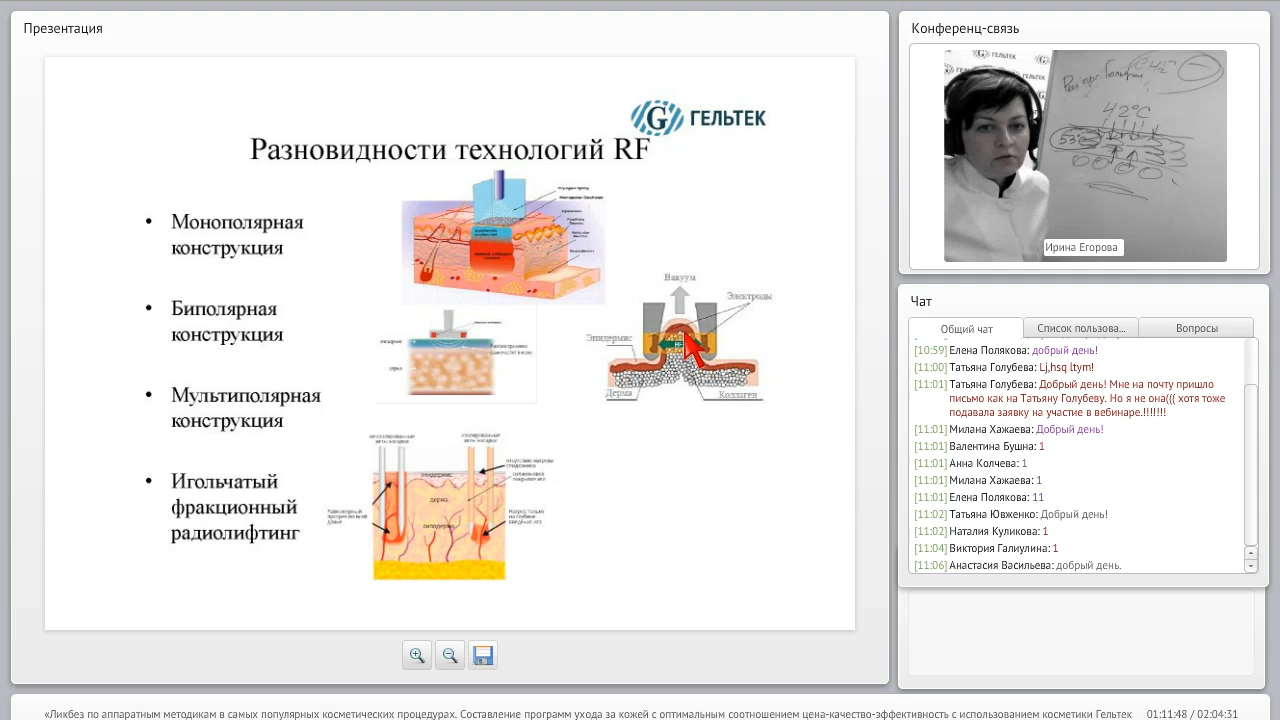 Презентация
ГЕЛЬТЕК
Разновидности технологий RF
• Монополярная
конструкция
• Биполярная
конструкция
• Мультиполярная
конструкция
• Игольчатый
фракционный
радиолифтинг
Вакуум
Электроды
Эпидермис
Дерма
Коллаген
эпидермис
дерма
Конференц-связь
ГЕЛЬТЕК
42°C
Ирина Егорова
Чат
Общий чат
Список пользова...
Вопросы
[10:59] Елена Полякова: добрый день!
[11:00] Татьяна Голубева: Lj,hsq ltym!
[11:01] Татьяна Голубева: Добрый день! Мне на почту пришло
письмо как на Татьяну Голубеву. Но я не она((( хотя тоже
подавала заявку на участие в вебинаре.!!!!!!!
[11:01] Милана Хажаева: Добрый день!
[11:01] Валентина Бушна: 1
[11:01] Анна Колчева: 1
[11:01] Милана Хажаева: 1
[11:01] Елена Полякова: 11
[11:02] Татьяна Ювженко: Добрый день!
[11:02] Наталия Куликова: 1
[11:04] Виктория Галиулина: 1
[11:06] Анастасия Васильева: добрый день.
«Ликбез по аппаратным методикам в самых популярных косметических процедурах. Составление программ ухода за кожей с оптимальным соотношением цена-качество-эффективность с использованием косметики Гельтек 01:11:48 / 02:04:31